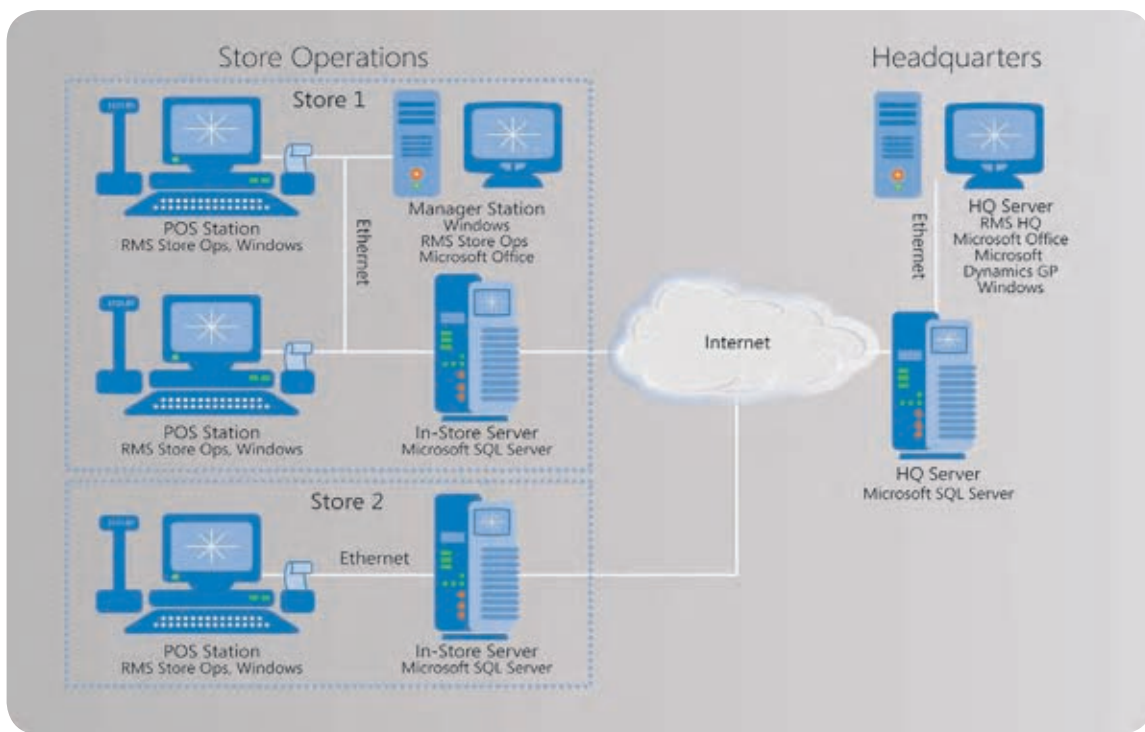 Store Operations
Headquarters
Store 1
POS Station
RMS Store Ops, Windows
Manager Station
Windows
RMS Store Ops
Microsoft Office
Ethernet
POS Station
RMS Store Ops, Windows
In-Store Server
Microsoft SQL Server
Store 2
Ethernet
POS Station
RMS Store Ops, Windows
In-Store Server
Microsoft SQL Server
Internet
Ethernet
HQ Server
RMS HQ
Microsoft Office
Microsoft
Dynamics GP
Windows
HQ Server
Microsoft SQL Server